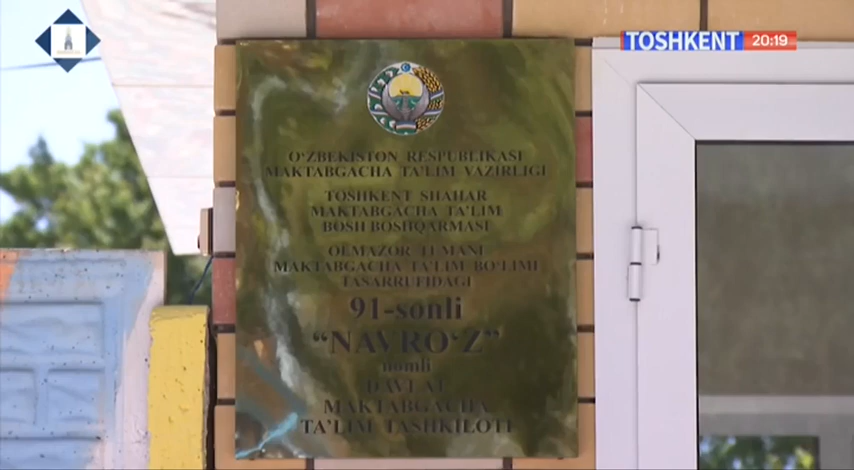 TOSHKENT 20:19
O‘ZBEKISTON RESPUBLIKASI
MAKTABGACHA TA’LIM VAZIRLIGI
TOSHKENT SHAHAR
MAKTABGACHA TA’LIM
BOSH BOSHQARMASI
OLMAZOR TUMANI
MAKTABGACHA TA’LIM BO‘LIMI
TASARRUFIDAGI
91-sonli
“NAVRO‘Z”
nomli
DAVLAT
MAKTABGACHA
TA’LIM TASHKILOTI